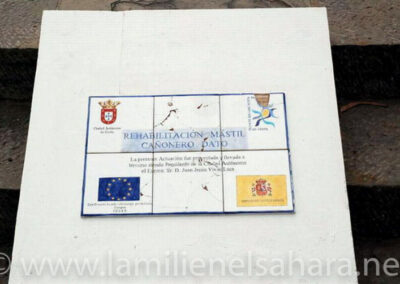 Ciudad Autónoma
de Ceuta
REHABILITACIÓN MÁSTIL
CAÑONERO DATO
La presente Actuación fue proyectada y llevada a
término siendo Presidente de la Ciudad Autónoma
el Excmo. Sr. D. Juan Jesús Vivas Lara
© www.lamilienelsahara.net